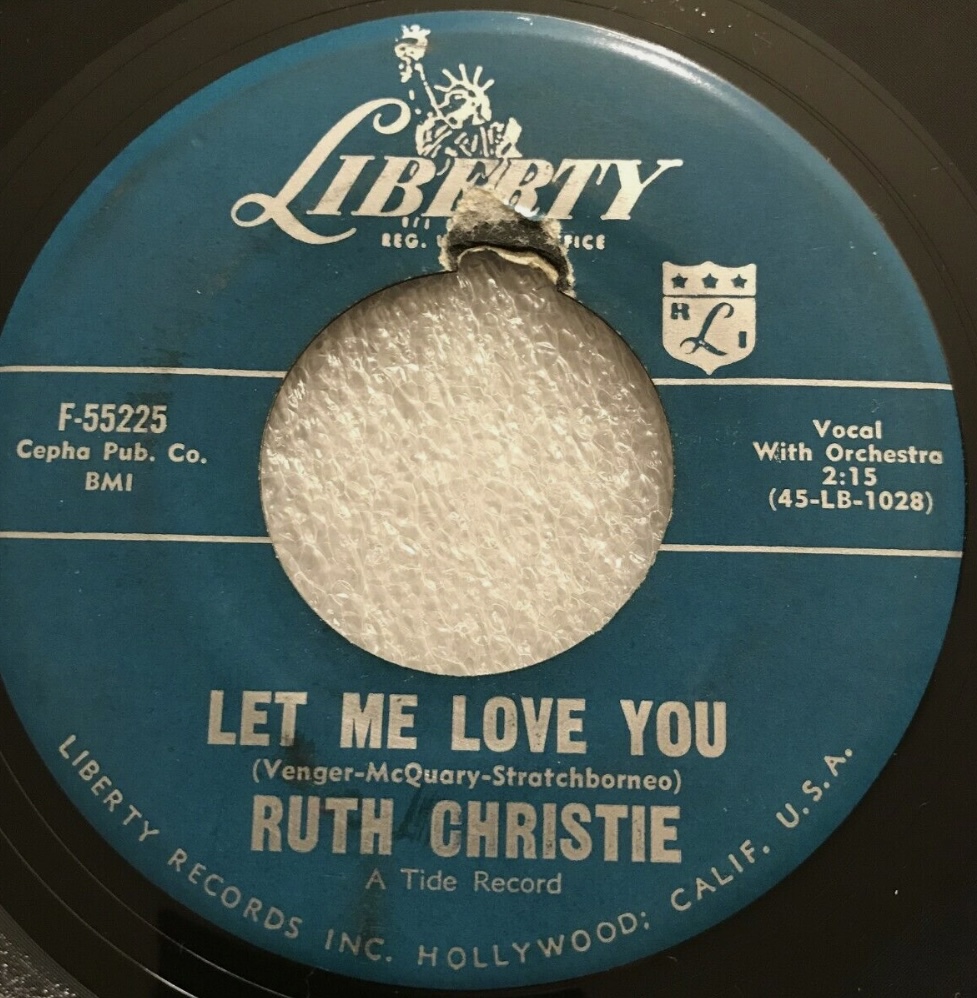 LIBERTY
REG. FICE
H L I
F-55225
Cepha Pub. Co.
BMI
Vocal
With Orchestra
2:15
(45-LB-1028)
LET ME LOVE YOU
(Venger-McQuary-Stratchborneo)
RUTH CHRISTIE
A Tide Record
LIBERTY RECORDS INC. HOLLYWOOD; CALIF. U.S.A.